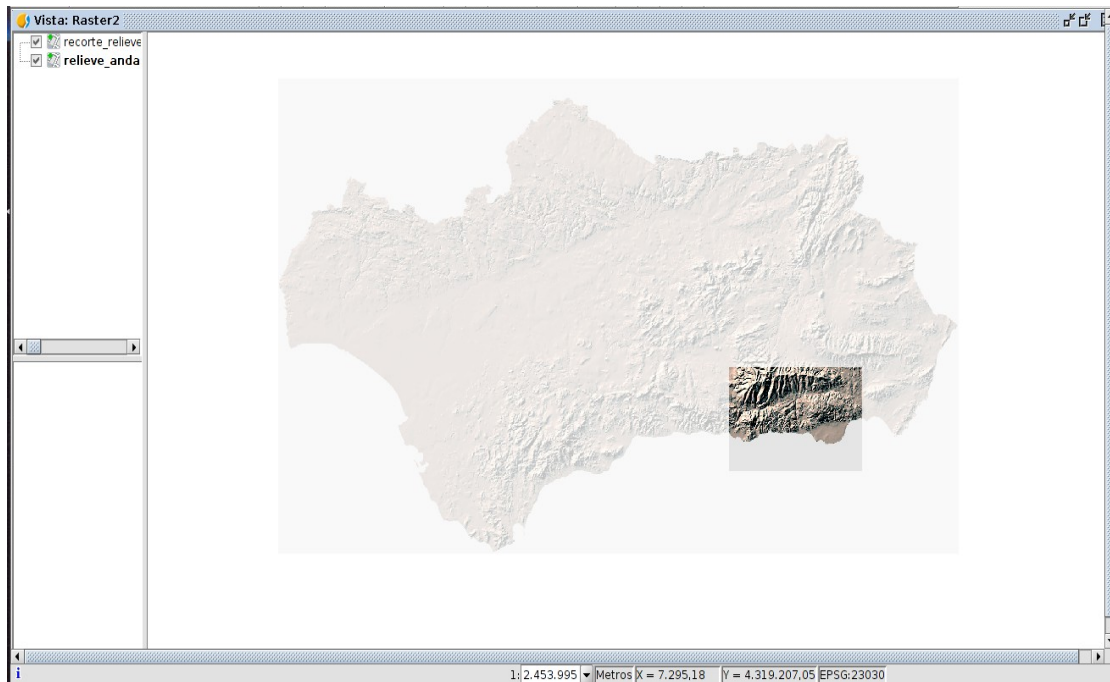 Vista: Raster2
recorte_relieve
relieve_anda
1: 2.453.995 Metros X = 7.295,18 Y = 4.319.207,05 EPSG:23030